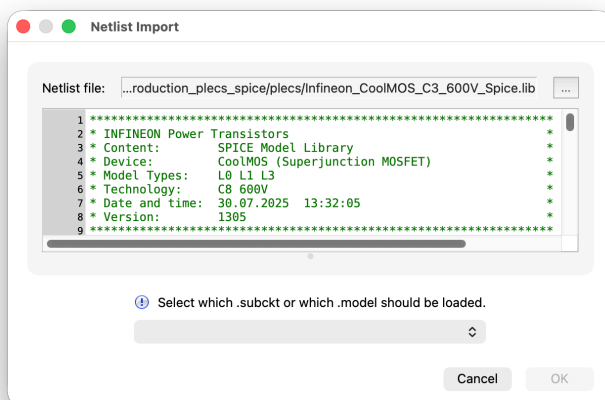 Netlist Import
Netlist file: ...roduction_plecs_spice/plecs/Infineon_CoolMOS_C3_600V_Spice.lib ...
1 *****************************************************************
2 * INFINEON Power Transistors *
3 * Content: SPICE Model Library *
4 * Device: CoolMOS (Superjunction MOSFET) *
5 * Model Types: L0 L1 L3 *
6 * Technology: C8 600V *
7 * Date and time: 30.07.2025 13:32:05 *
8 * Version: 1305 *
9 *****************************************************************
Select which .subckt or which .model should be loaded.
Cancel OK